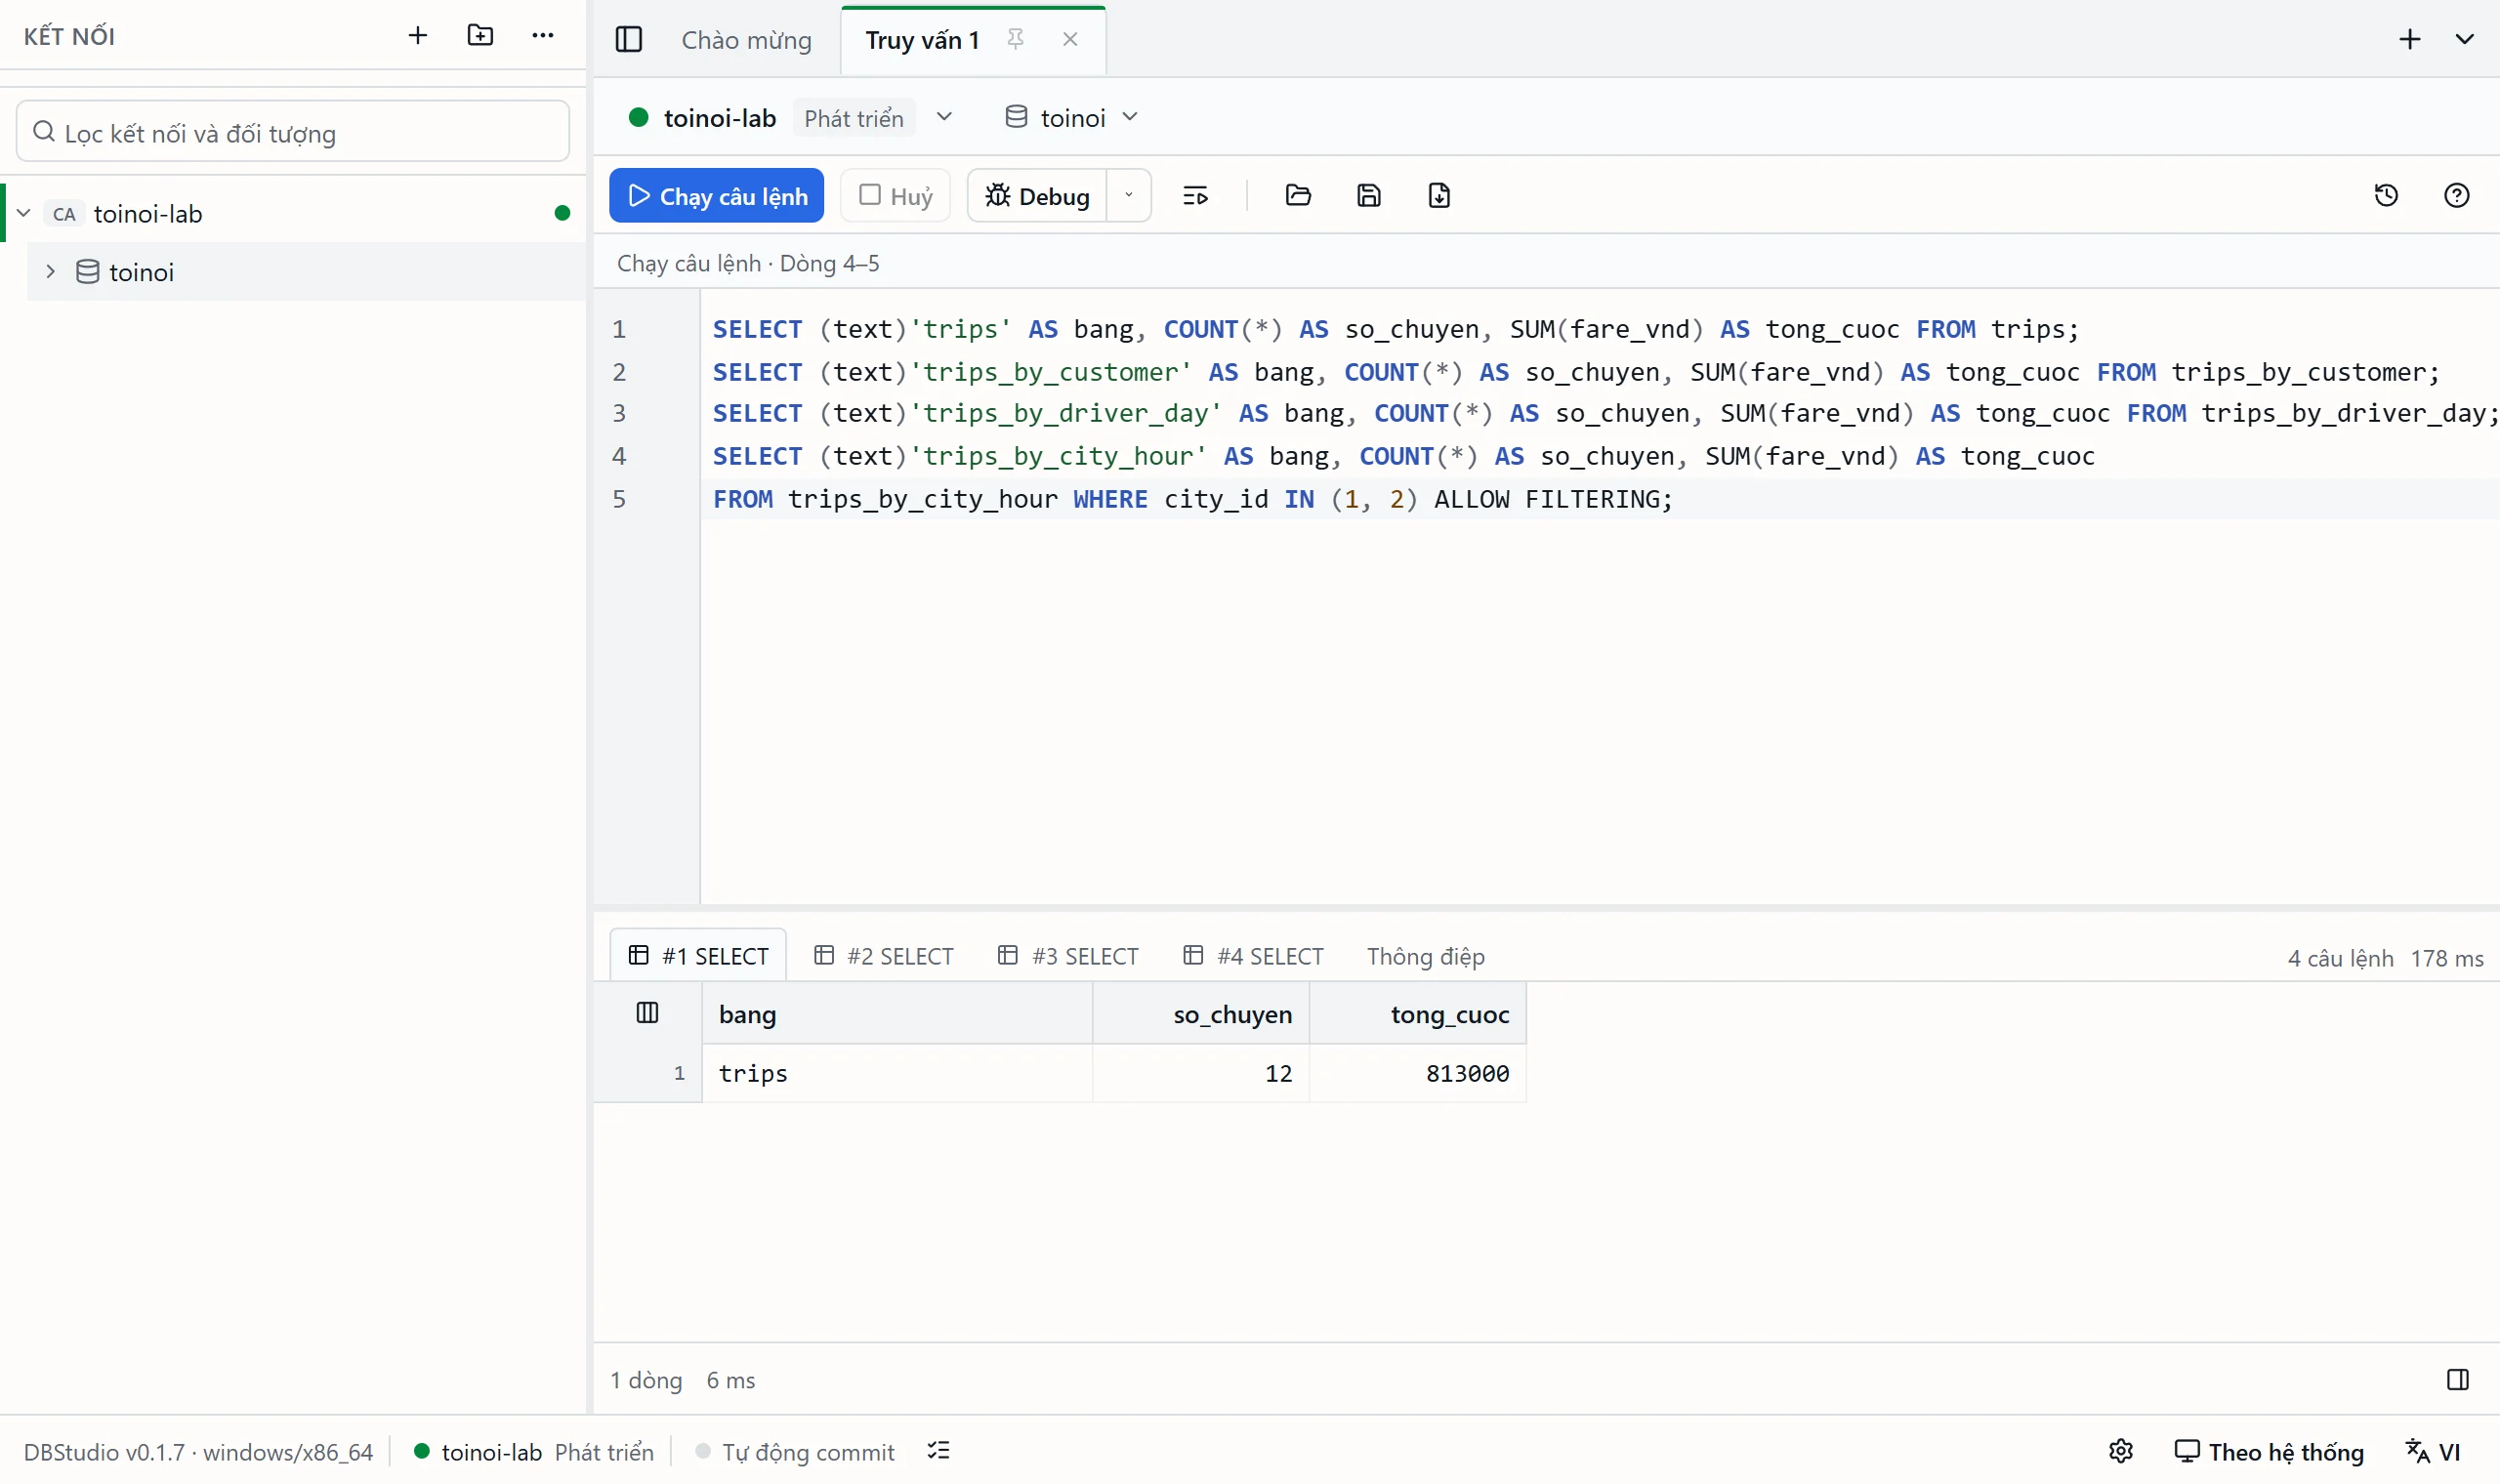 KẾT NỐI
Lọc kết nối và đối tượng
CA toinoi-lab
toinoi
Chào mừng
Truy vấn 1
toinoi-lab Phát triển
toinoi
Chạy câu lệnh
Huỷ
Debug
Chạy câu lệnh · Dòng 4–5
1 SELECT (text)'trips' AS bang, COUNT(*) AS so_chuyen, SUM(fare_vnd) AS tong_cuoc FROM trips;
2 SELECT (text)'trips_by_customer' AS bang, COUNT(*) AS so_chuyen, SUM(fare_vnd) AS tong_cuoc FROM trips_by_customer;
3 SELECT (text)'trips_by_driver_day' AS bang, COUNT(*) AS so_chuyen, SUM(fare_vnd) AS tong_cuoc FROM trips_by_driver_day;
4 SELECT (text)'trips_by_city_hour' AS bang, COUNT(*) AS so_chuyen, SUM(fare_vnd) AS tong_cuoc
5 FROM trips_by_city_hour WHERE city_id IN (1, 2) ALLOW FILTERING;
#1 SELECT #2 SELECT #3 SELECT #4 SELECT Thông điệp 4 câu lệnh 178 ms
bang so_chuyen tong_cuoc
1 trips 12 813000
1 dòng 6 ms
DBStudio v0.1.7 · windows/x86_64 toinoi-lab Phát triển Tự động commit Theo hệ thống VI